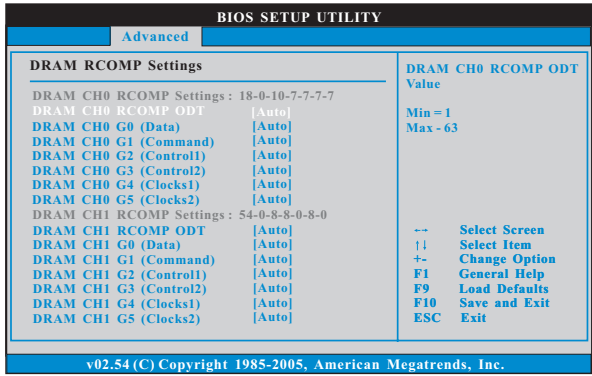 BIOS SETUP UTILITY
Advanced
DRAM RCOMP Settings
DRAM CH0 RCOMP Settings : 18-0-10-7-7-7-7
DRAM CH0 RCOMP ODT [Auto]
DRAM CH0 G0 (Data) [Auto]
DRAM CH0 G1 (Command) [Auto]
DRAM CH0 G2 (Control1) [Auto]
DRAM CH0 G3 (Control2) [Auto]
DRAM CH0 G4 (Clocks1) [Auto]
DRAM CH0 G5 (Clocks2) [Auto]
DRAM CH1 RCOMP Settings : 54-0-8-8-0-8-0
DRAM CH1 RCOMP ODT [Auto]
DRAM CH1 G0 (Data) [Auto]
DRAM CH1 G1 (Command) [Auto]
DRAM CH1 G2 (Control1) [Auto]
DRAM CH1 G3 (Control2) [Auto]
DRAM CH1 G4 (Clocks1) [Auto]
DRAM CH1 G5 (Clocks2) [Auto]
DRAM CH0 RCOMP ODT
Value
Min = 1
Max - 63
←→ Select Screen
↑↓ Select Item
+- Change Option
F1 General Help
F9 Load Defaults
F10 Save and Exit
ESC Exit
v02.54 (C) Copyright 1985-2005, American Megatrends, Inc.